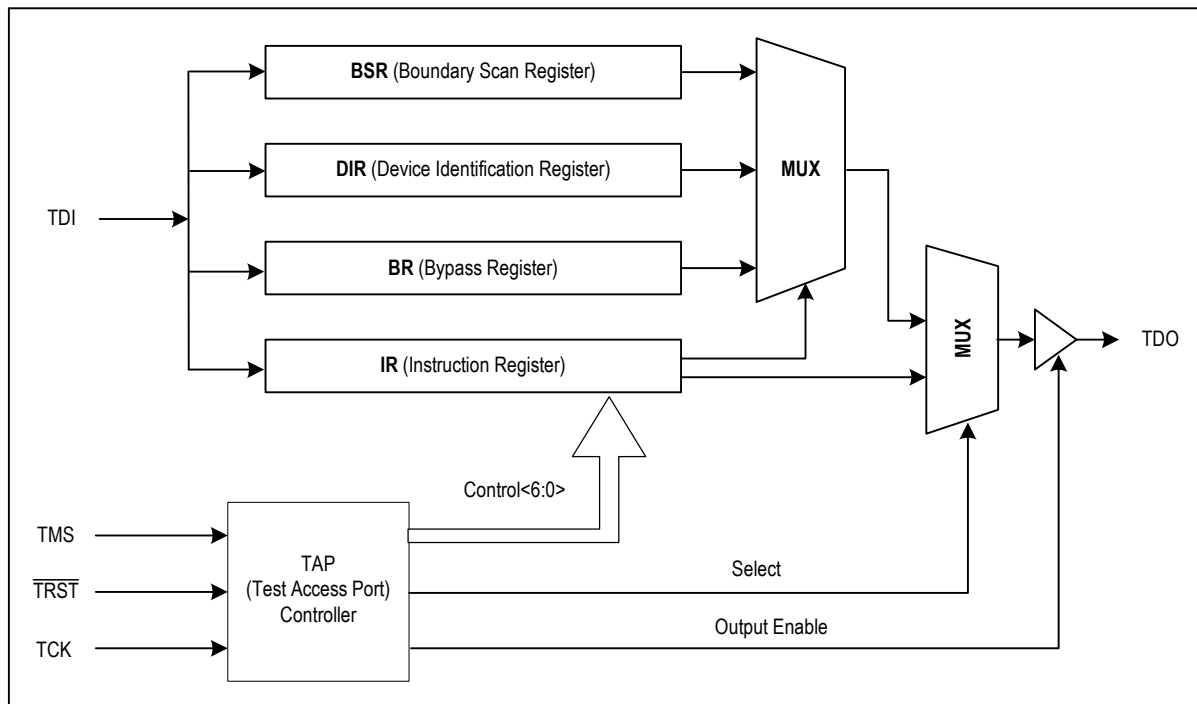 BSR (Boundary Scan Register)
DIR (Device Identification Register)
MUX
TDI
BR (Bypass Register)
MUX
TDO
IR (Instruction Register)
Control<6:0>
TMS
TAP
(Test Access Port)
Controller
TRST
Select
TCK
Output Enable